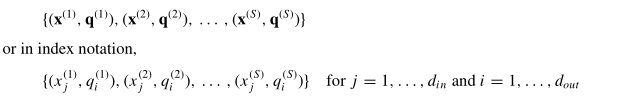 {(𝐱⁽¹⁾, 𝐪⁽¹⁾), (𝐱⁽²⁾, 𝐪⁽²⁾), … , (𝐱⁽ˢ⁾, 𝐪⁽ˢ⁾)}
or in index notation,
{(x_j^{(1)}, q_i^{(1)}), (x_j^{(2)}, q_i^{(2)}), … , (x_j^{(S)}, q_i^{(S)})} for j = 1, … , d_{in} and i = 1, … , d_{out}